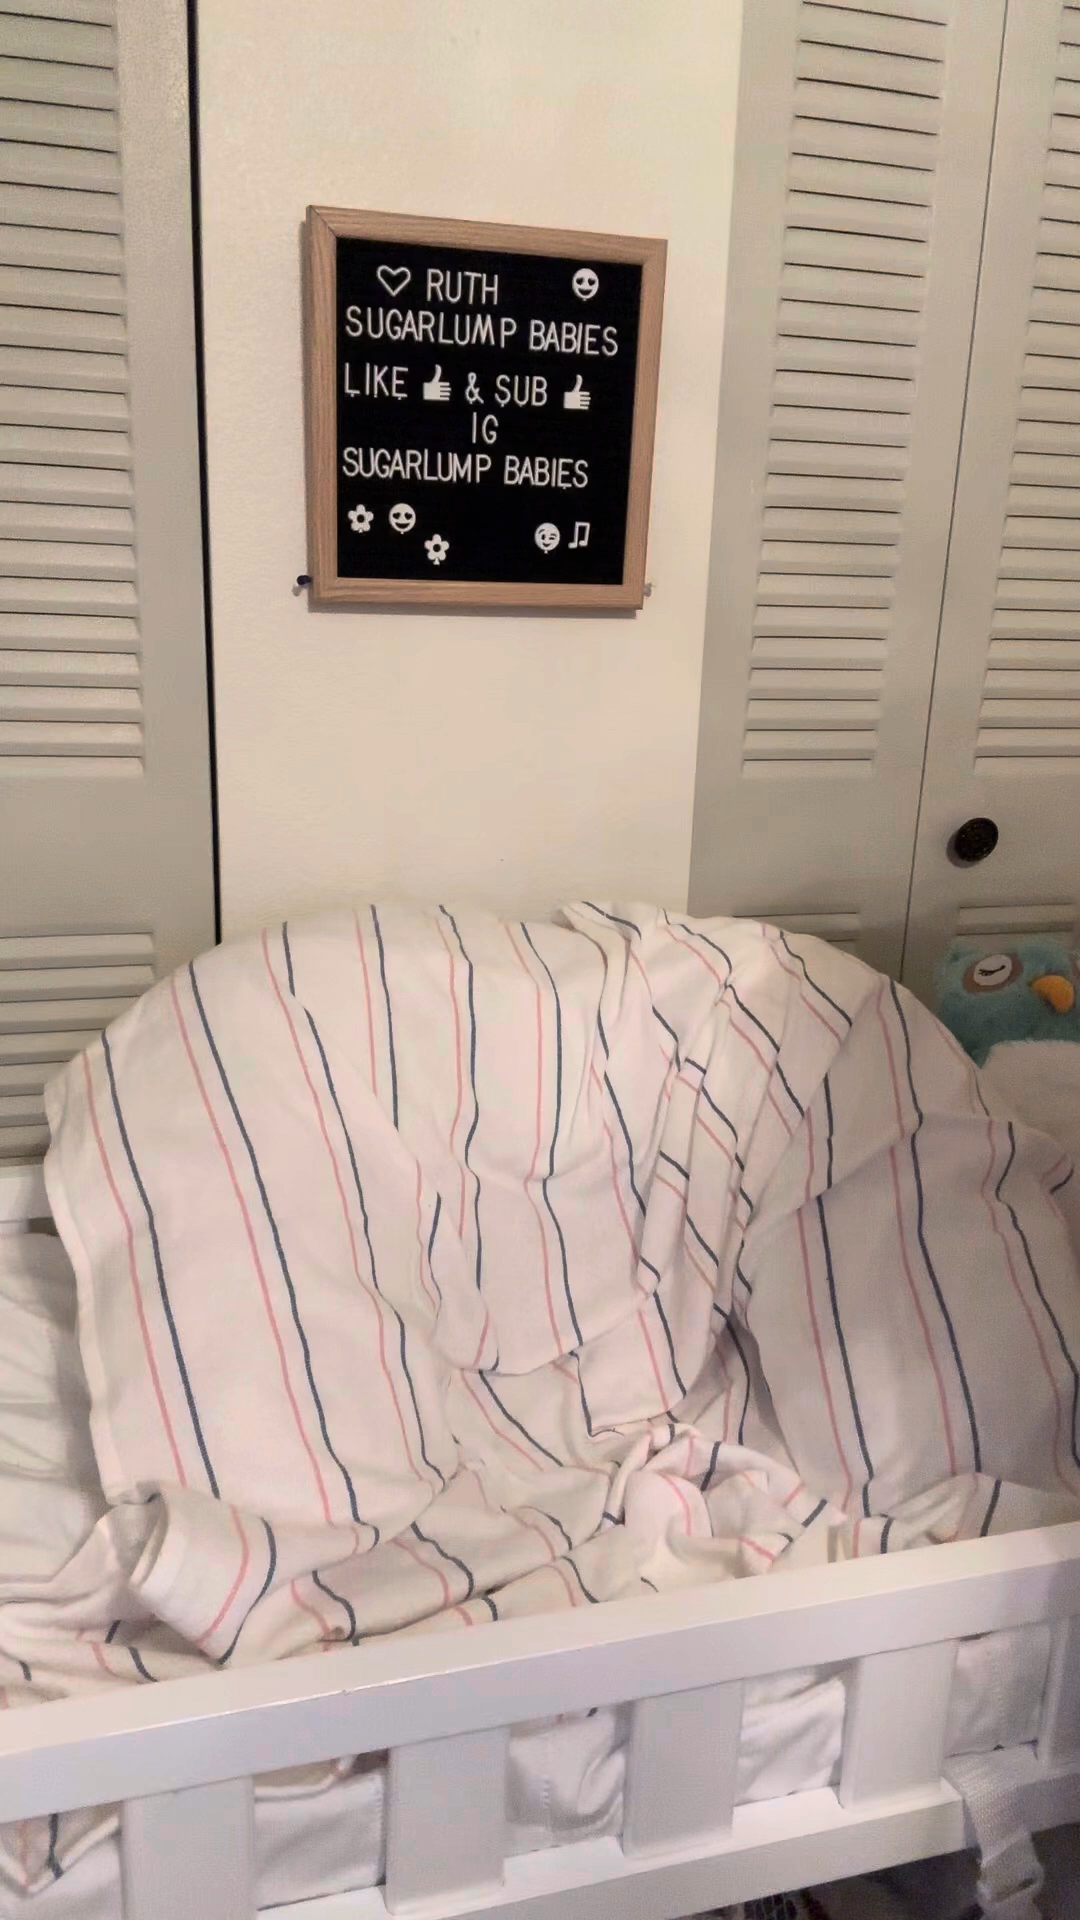 ♡ RUTH
SUGARLUMP BABIES
LIKE 👍 & SUB 👍
IG
SUGARLUMP BABIES